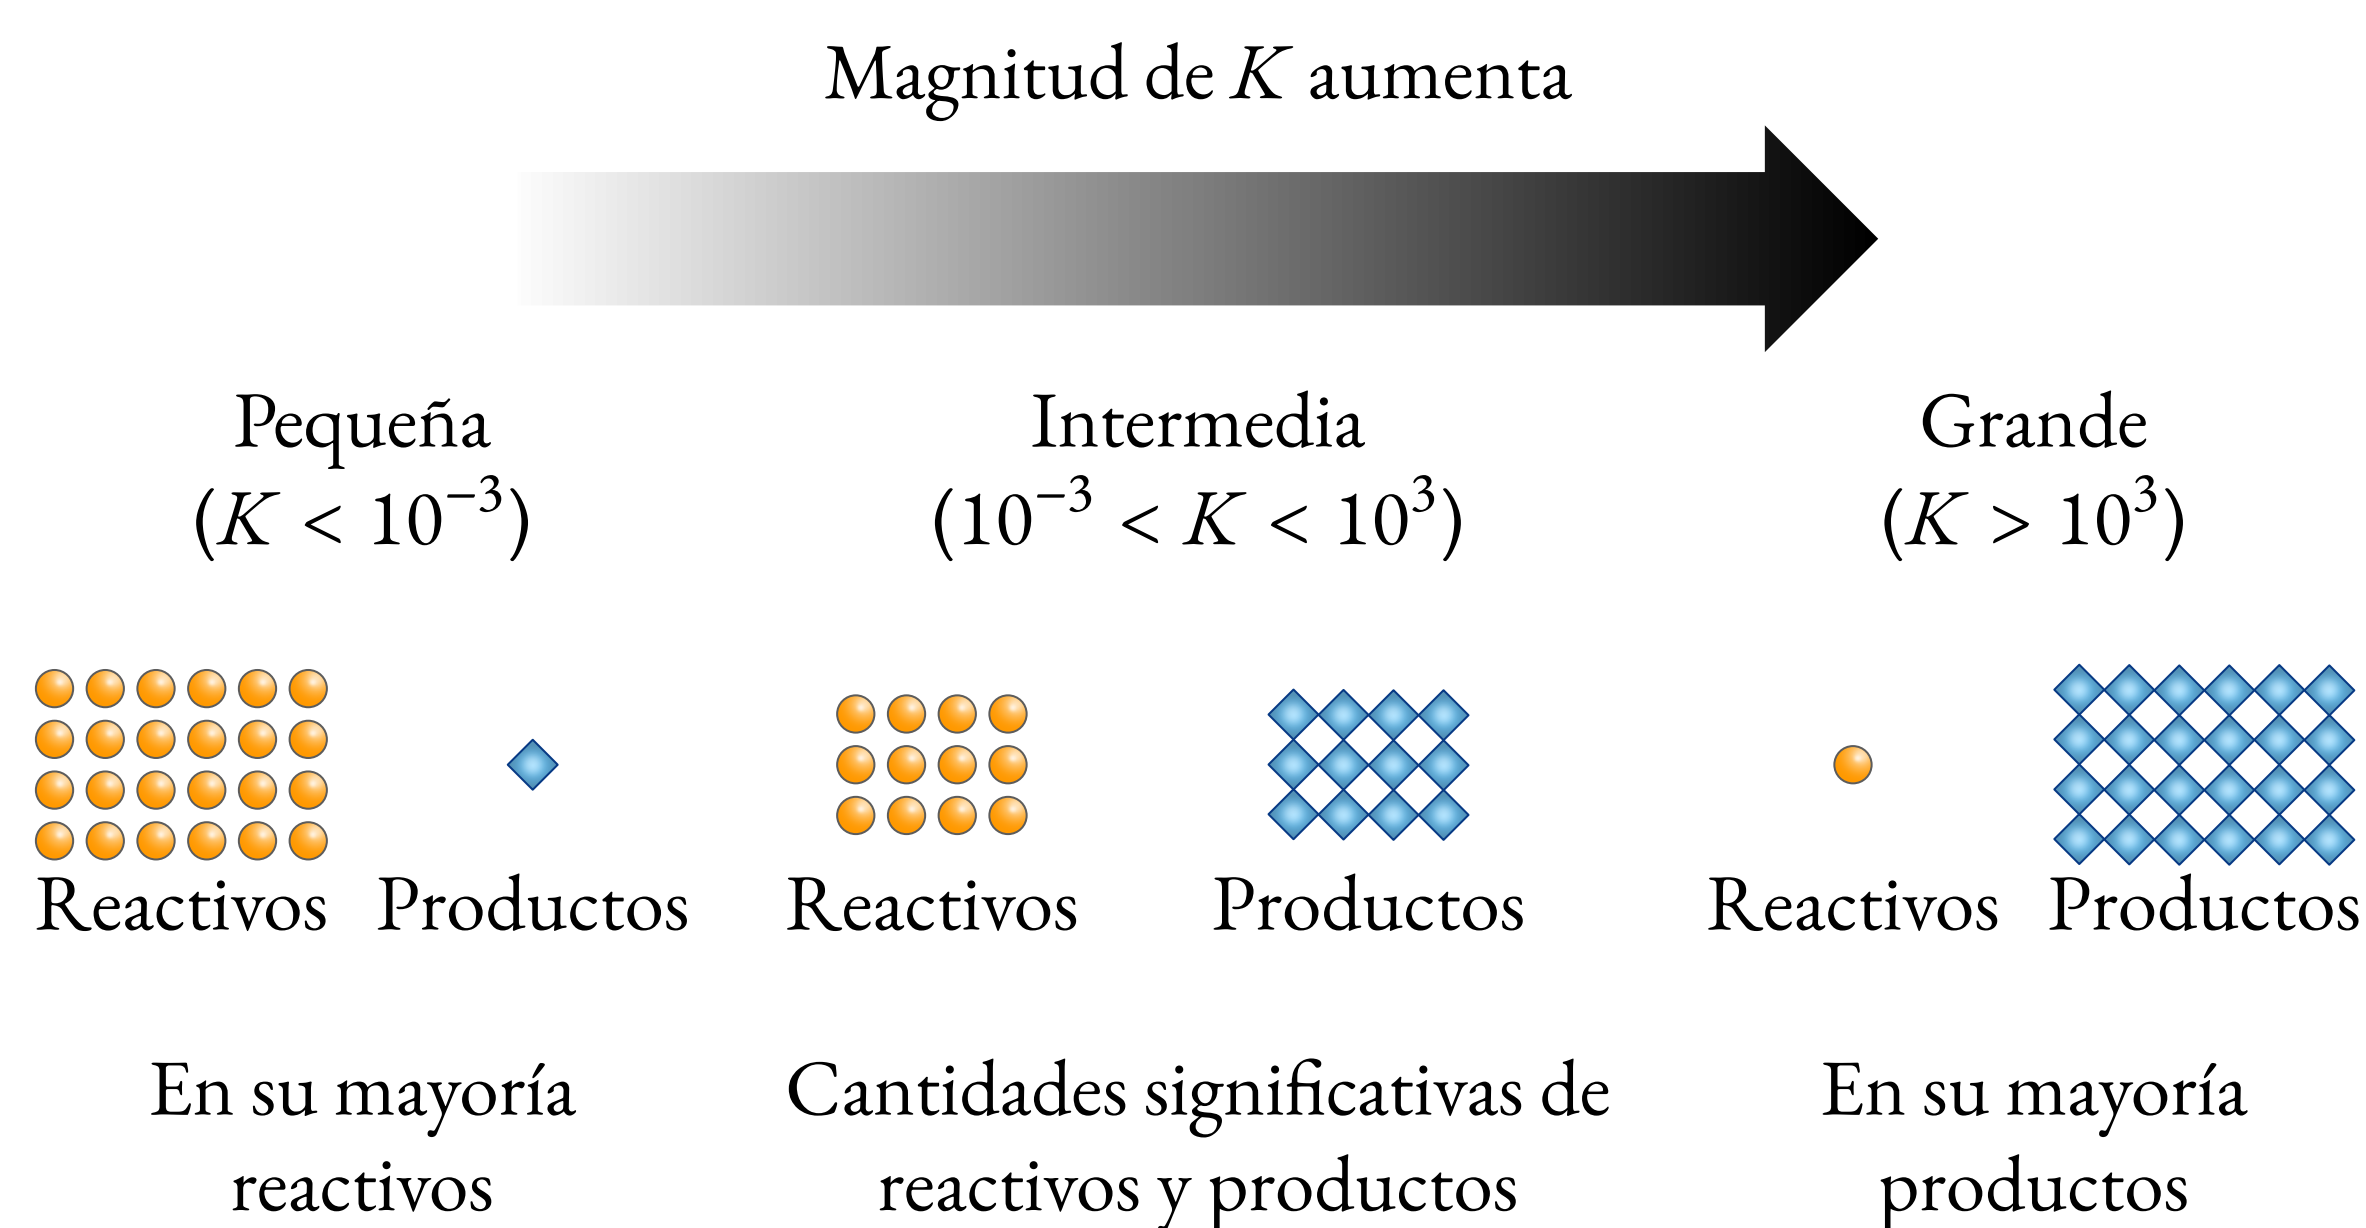 Magnitud de K aumenta
Pequeña
(K < 10⁻³)
Intermedia
(10⁻³ < K < 10³)
Grande
(K > 10³)
Reactivos Productos
Reactivos Productos
Reactivos Productos
En su mayoría
reactivos
Cantidades significativas de
reactivos y productos
En su mayoría
productos